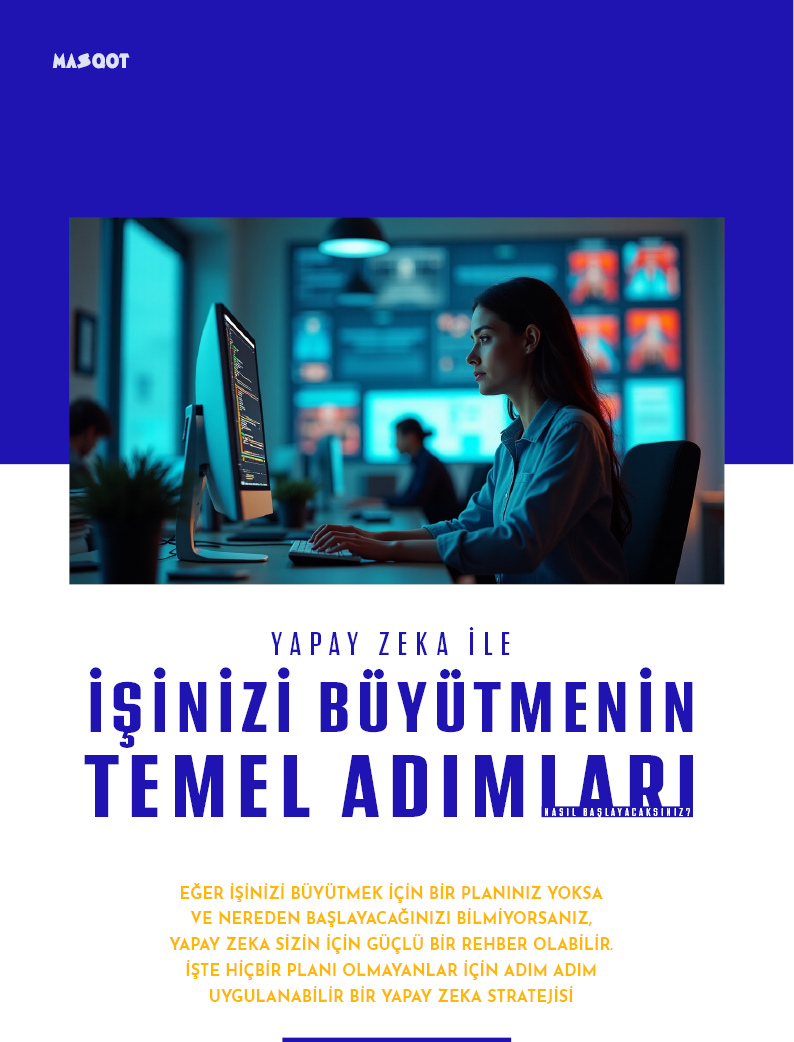 MASQOT
YAPAY ZEKA İLE
İŞİNİZİ BÜYÜTMENİN
TEMEL ADIMLARI
NASIL BAŞLAYACAKSINIZ?
EĞER İŞİNİZİ BÜYÜTMEK İÇİN BİR PLANINIZ YOKSA
VE NEREDEN BAŞLAYACAĞINIZI BİLMİYORSANIZ,
YAPAY ZEKA SİZİN İÇİN GÜÇLÜ BİR REHBER OLABİLİR.
İŞTE HİÇBİR PLANI OLMAYANLAR İÇİN ADIM ADIM
UYGULANABİLİR BİR YAPAY ZEKA STRATEJİSİ